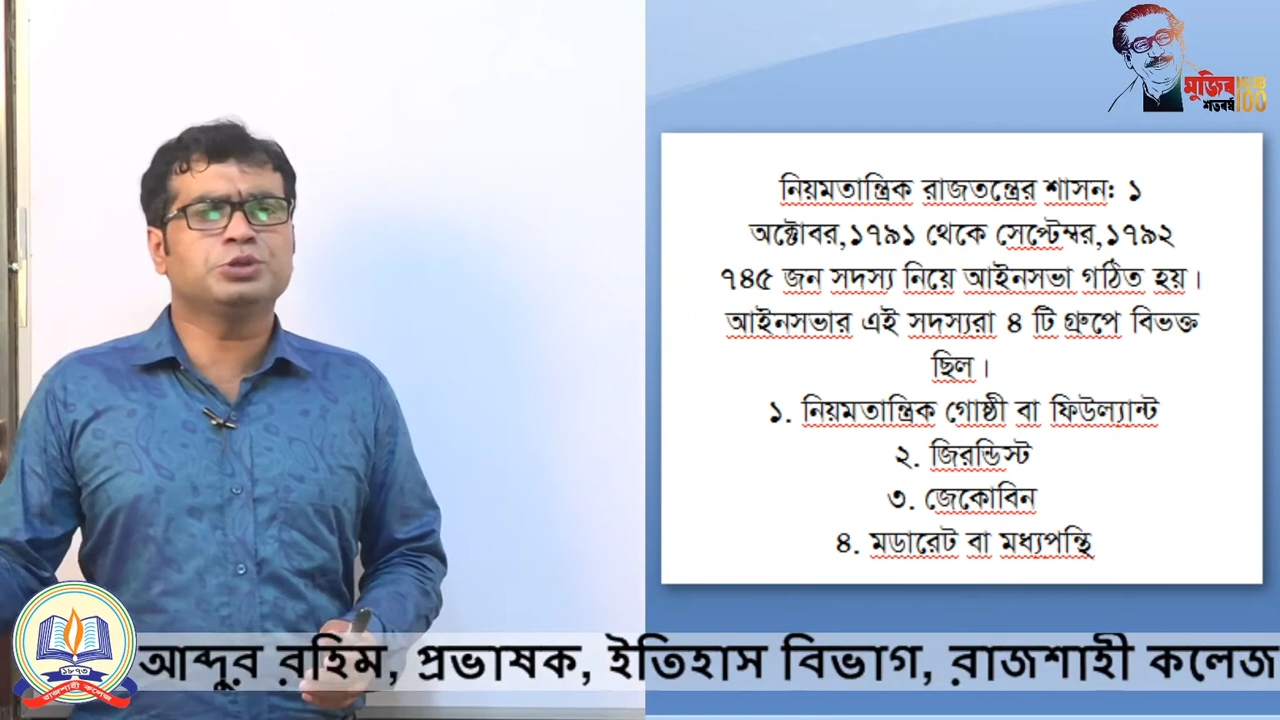 মুজিব MUJIB
শতবর্ষ 100
নিয়মতান্ত্রিক রাজতন্ত্রের শাসনঃ ১
অক্টোবর,১৭৯১ থেকে সেপ্টেম্বর,১৭৯২
৭৪৫ জন সদস্য নিয়ে আইনসভা গঠিত হয়।
আইনসভার এই সদস্যরা ৪ টি গ্রুপে বিভক্ত
ছিল।
১. নিয়মতান্ত্রিক গোষ্ঠী বা ফিউল্যান্ট
২. জিরন্ডিস্ট
৩. জেকোবিন
৪. মডারেট বা মধ্যপন্থি
১৮৭৩
রাজশাহী কলেজ
আব্দুর রহিম, প্রভাষক, ইতিহাস বিভাগ, রাজশাহী কলেজ